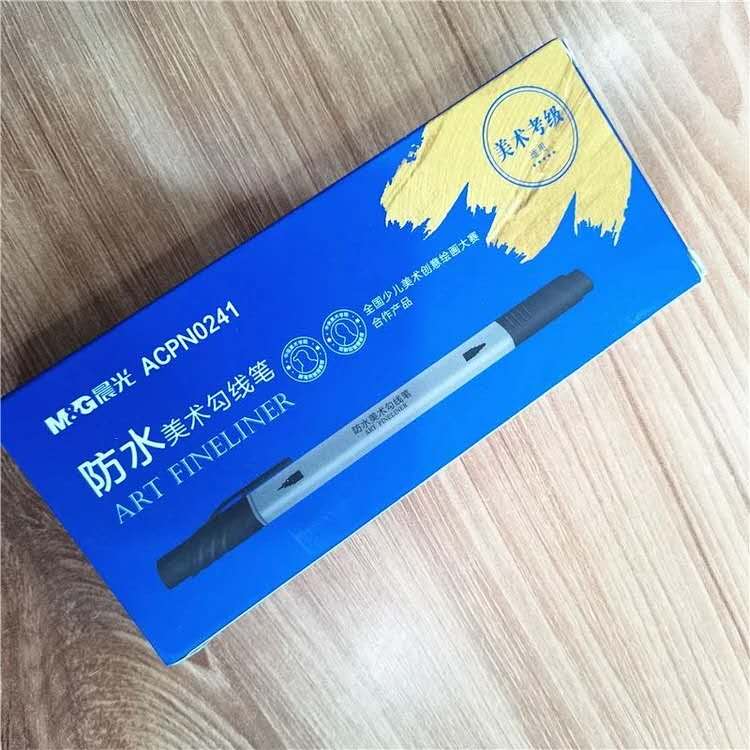 美术考级
适用
M&G晨光 ACPN0241
全国少儿美术创意绘画大赛
合作产品
防水美术勾线笔
ART FINELINER
防水美术勾线笔
ART FINELINER